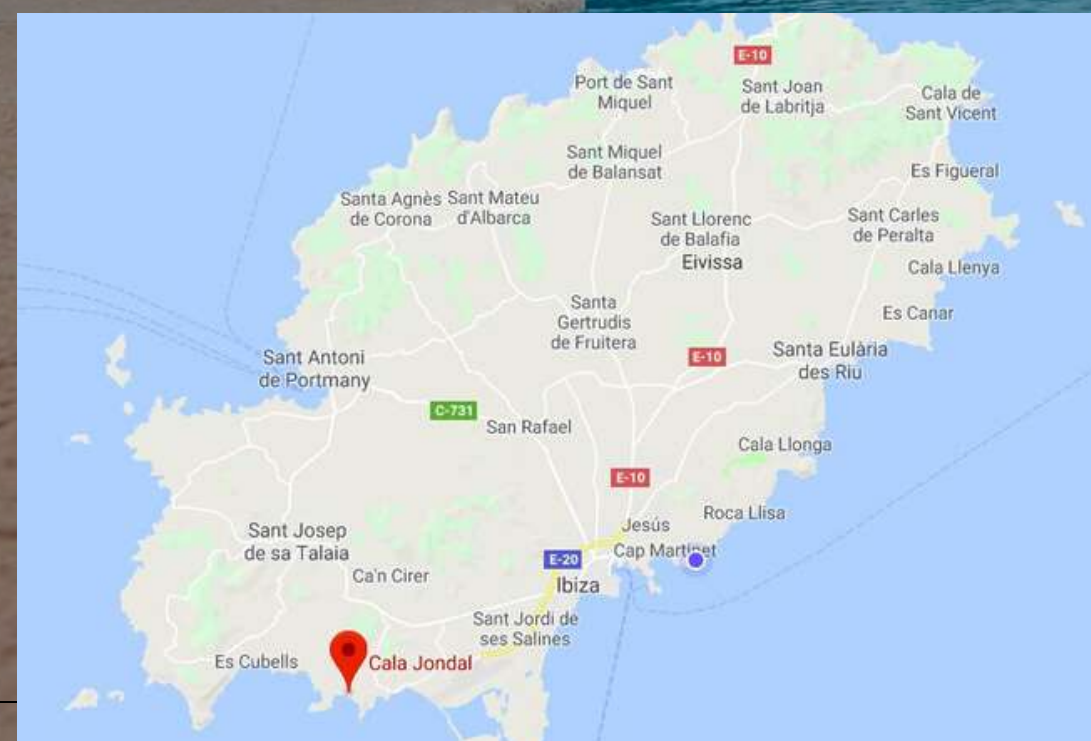 E-10
Port de Sant
Miquel
Sant Joan
de Labritja
Cala de
Sant Vicent
Sant Miquel
de Balansat
Es Figueral
Santa Agnès
de Corona
Sant Mateu
d'Albarca
Sant Llorenc
de Balafia
Sant Carles
de Peralta
Eivissa
Cala Llenya
Santa
Gertrudis
de Fruitera
Es Canar
Sant Antoni
de Portmany
E-10
Santa Eulària
des Riu
C-731
San Rafael
Cala Llonga
E-10
Roca Llisa
Jesús
Sant Josep
de sa Talaia
E-20
Cap Martinet
Ca'n Cirer
Ibiza
Sant Jordi de
ses Salines
Es Cubells
Cala Jondal